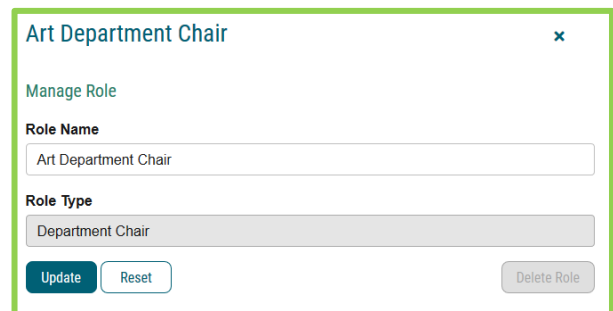 Art Department Chair ×
Manage Role
Role Name
Art Department Chair
Role Type
Department Chair
Update Reset Delete Role